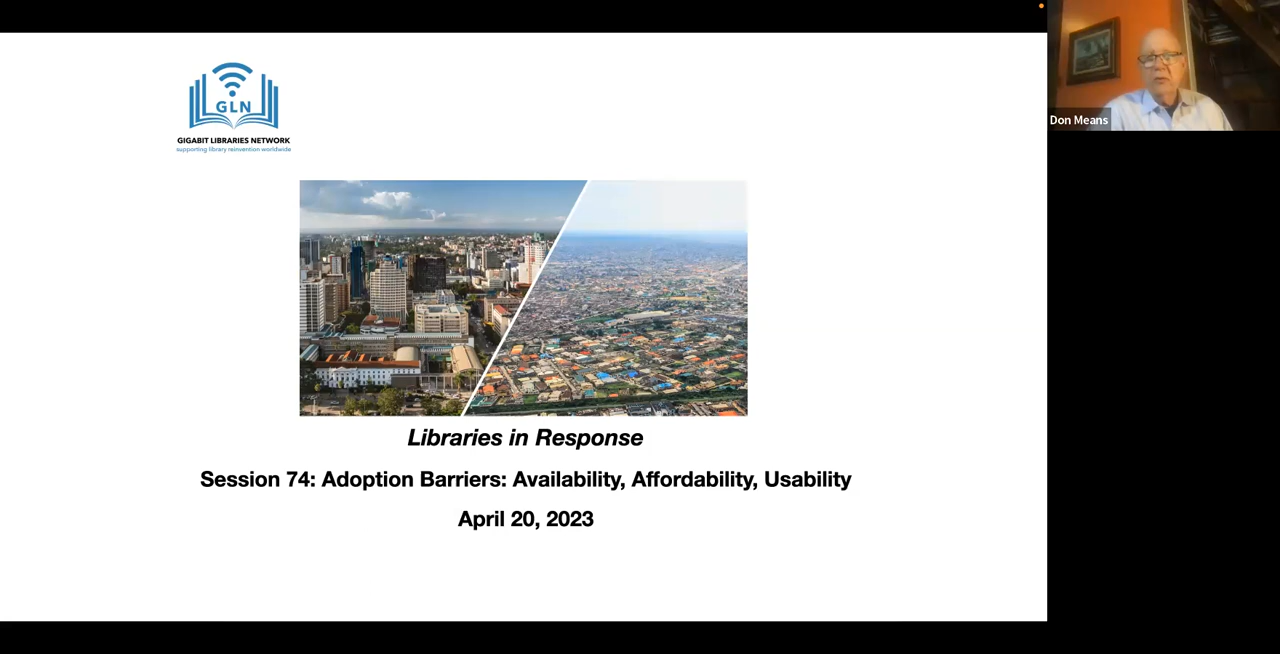 GLN
GIGABIT LIBRARIES NETWORK
supporting library reinvention worldwide
Don Means
Libraries in Response
Session 74: Adoption Barriers: Availability, Affordability, Usability
April 20, 2023